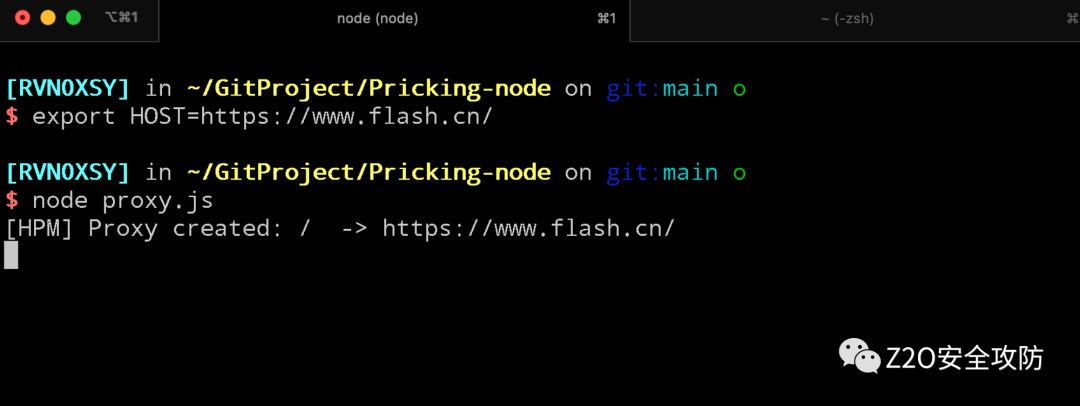 ⌥⌘1 node (node) ⌘1 ~ (-zsh) ⌘
[RVN0XSY] in ~/GitProject/Pricking-node on git:main o
$ export HOST=https://www.flash.cn/
[RVN0XSY] in ~/GitProject/Pricking-node on git:main o
$ node proxy.js
[HPM] Proxy created: /  -> https://www.flash.cn/
Z2O安全攻防